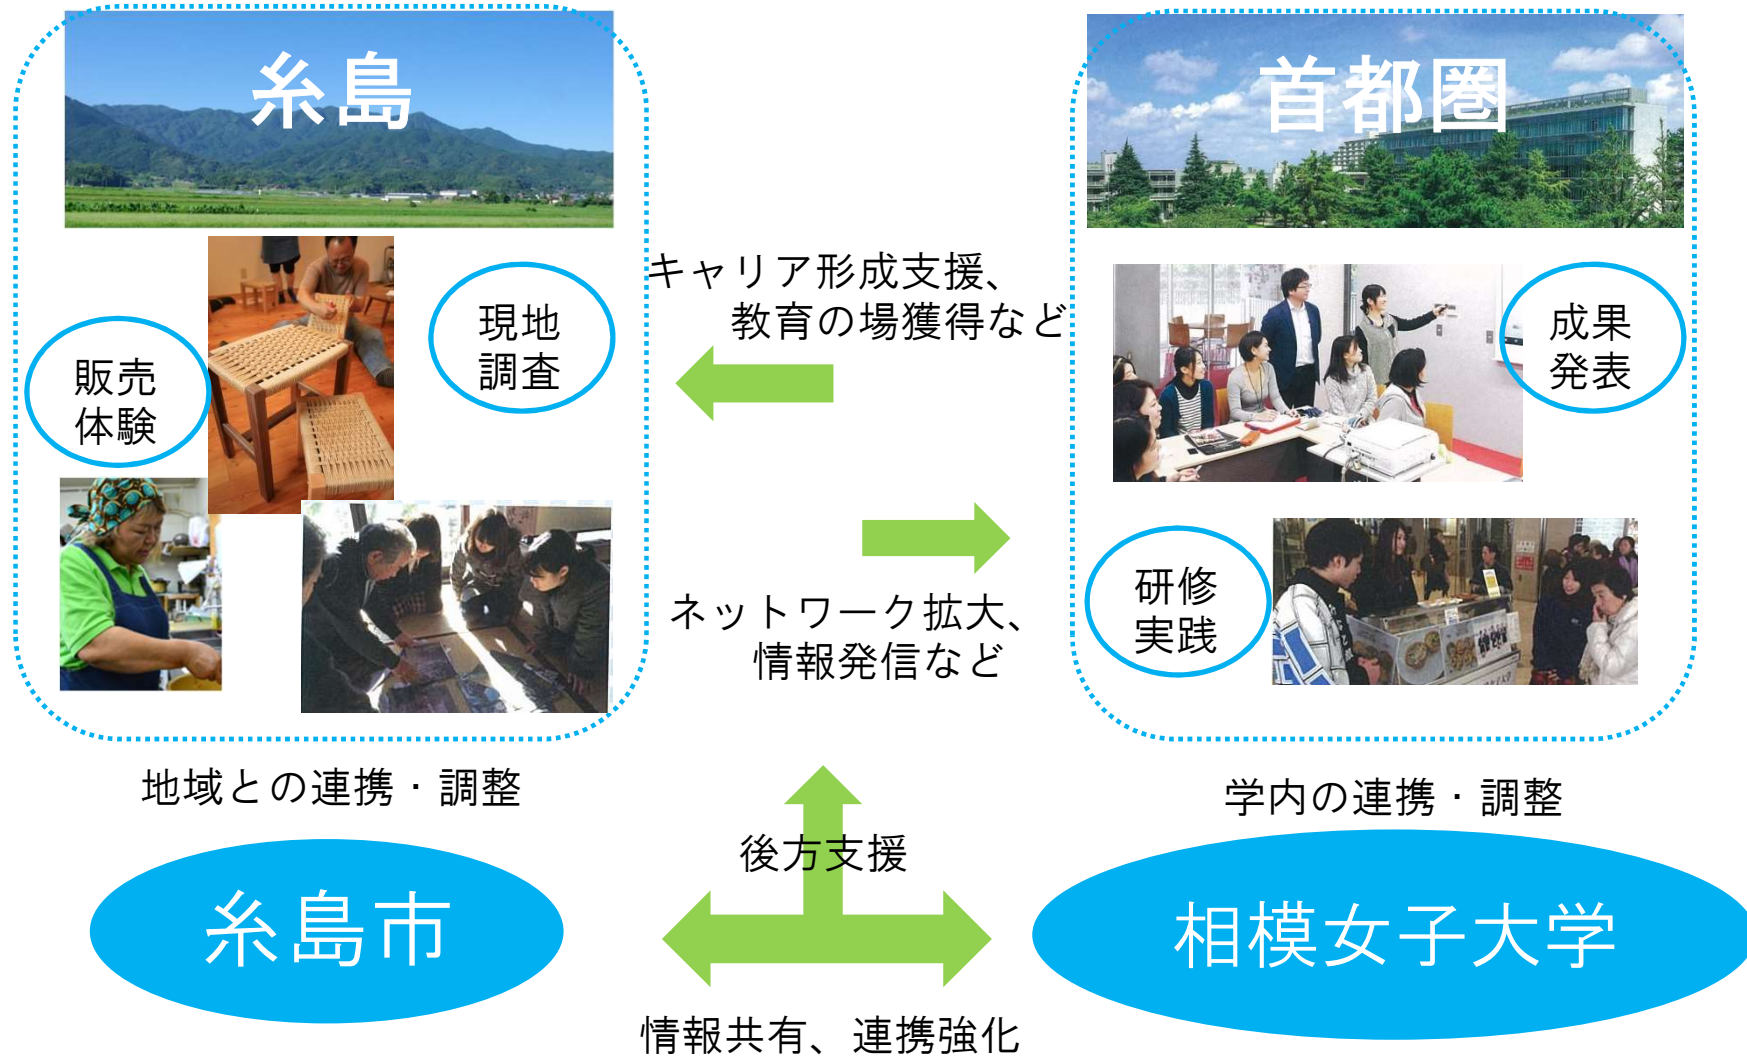 糸島
首都圏
キャリア形成支援、
教育の場獲得など
現地
調査
販売
体験
成果
発表
ネットワーク拡大、
情報発信など
研修
実践
地域との連携・調整
学内の連携・調整
後方支援
糸島市
相模女子大学
情報共有、連携強化